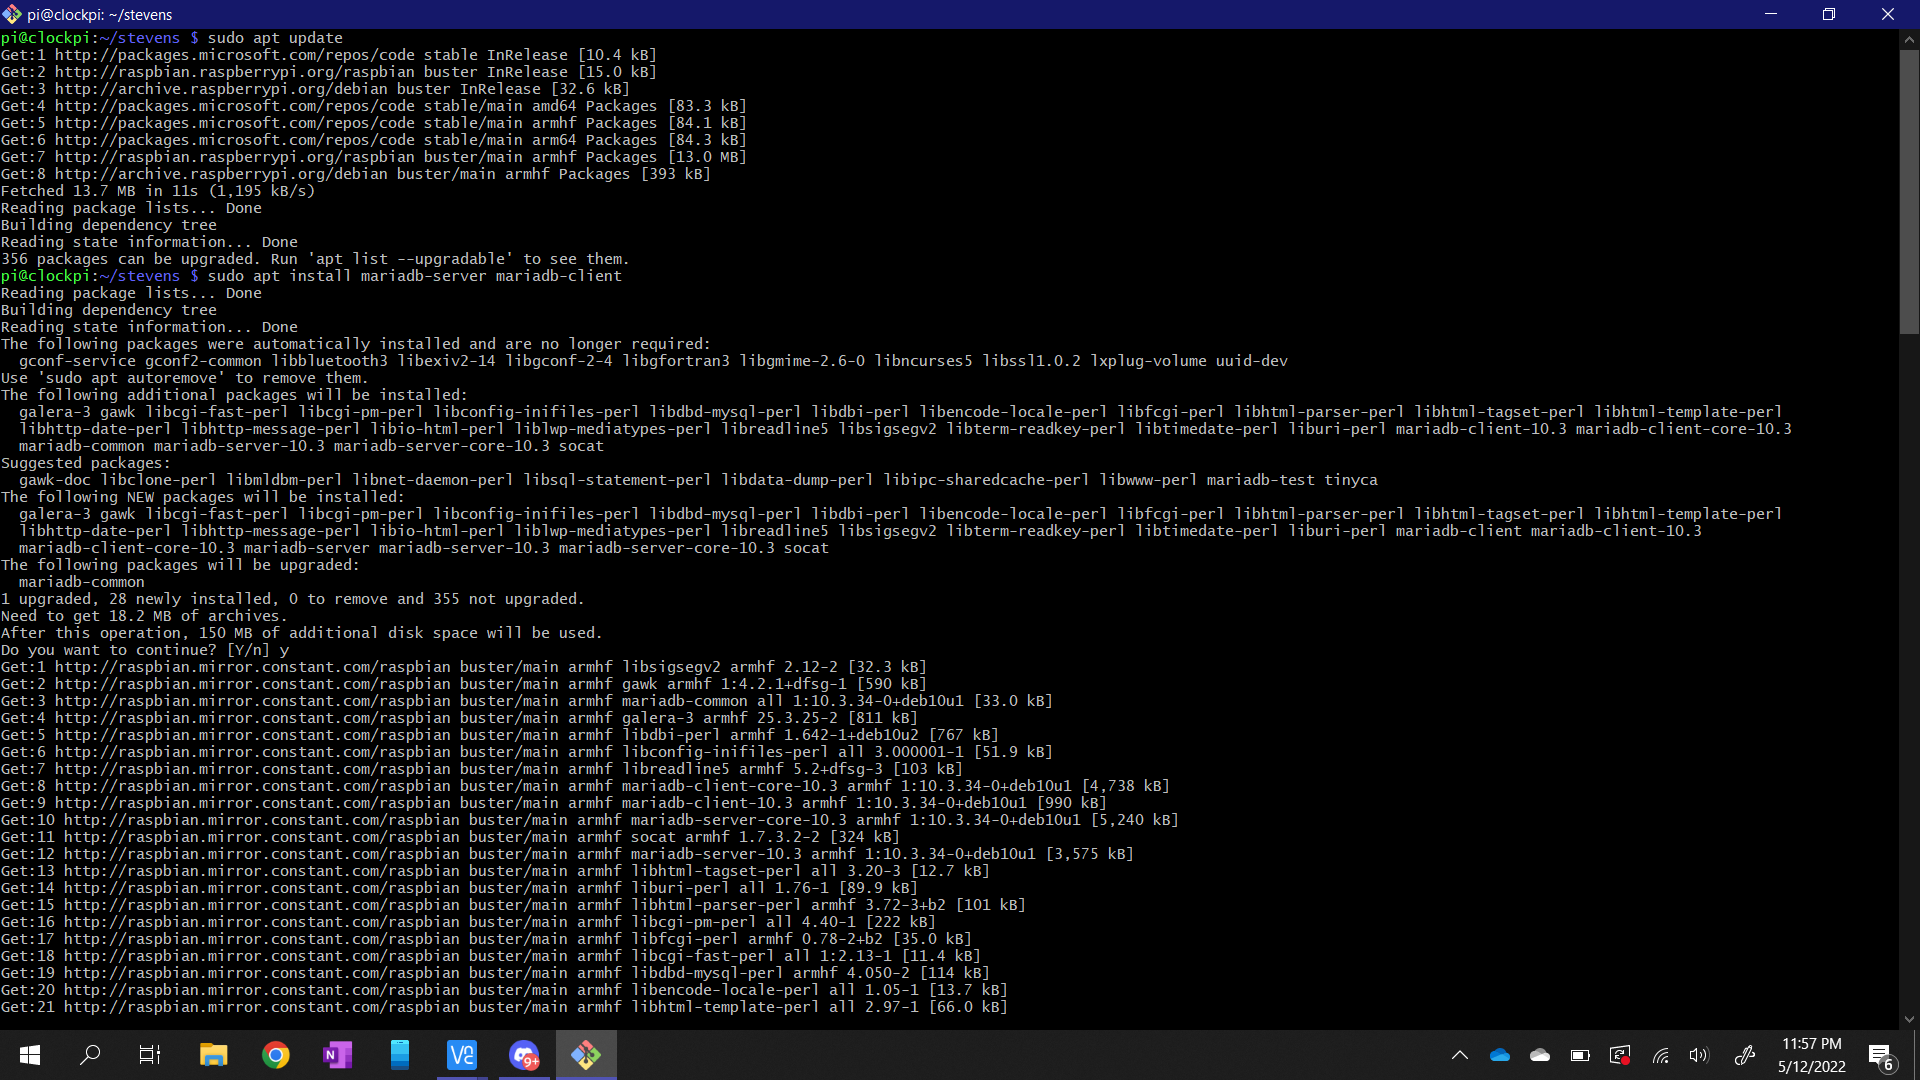 pi@clockpi: ~/stevens
pi@clockpi:~/stevens $ sudo apt update
Get:1 http://packages.microsoft.com/repos/code stable InRelease [10.4 kB]
Get:2 http://raspbian.raspberrypi.org/raspbian buster InRelease [15.0 kB]
Get:3 http://archive.raspberrypi.org/debian buster InRelease [32.6 kB]
Get:4 http://packages.microsoft.com/repos/code stable/main amd64 Packages [83.3 kB]
Get:5 http://packages.microsoft.com/repos/code stable/main armhf Packages [84.1 kB]
Get:6 http://packages.microsoft.com/repos/code stable/main arm64 Packages [84.3 kB]
Get:7 http://raspbian.raspberrypi.org/raspbian buster/main armhf Packages [13.0 MB]
Get:8 http://archive.raspberrypi.org/debian buster/main armhf Packages [393 kB]
Fetched 13.7 MB in 11s (1,195 kB/s)
Reading package lists... Done
Building dependency tree
Reading state information... Done
356 packages can be upgraded. Run 'apt list --upgradable' to see them.
pi@clockpi:~/stevens $ sudo apt install mariadb-server mariadb-client
Reading package lists... Done
Building dependency tree
Reading state information... Done
The following packages were automatically installed and are no longer required:
  gconf-service gconf2-common libbluetooth3 libexiv2-14 libgconf-2-4 libgfortran3 libgmime-2.6-0 libncurses5 libssl1.0.2 lxplug-volume uuid-dev
Use 'sudo apt autoremove' to remove them.
The following additional packages will be installed:
  galera-3 gawk libcgi-fast-perl libcgi-pm-perl libconfig-inifiles-perl libdbd-mysql-perl libdbi-perl libencode-locale-perl libfcgi-perl libhtml-parser-perl libhtml-tagset-perl libhtml-template-perl
  libhttp-date-perl libhttp-message-perl libio-html-perl liblwp-mediatypes-perl libreadline5 libsigsegv2 libterm-readkey-perl libtimedate-perl liburi-perl mariadb-client-10.3 mariadb-client-core-10.3
  mariadb-common mariadb-server-10.3 mariadb-server-core-10.3 socat
Suggested packages:
  gawk-doc libclone-perl libmldbm-perl libnet-daemon-perl libsql-statement-perl libdata-dump-perl libipc-sharedcache-perl libwww-perl mariadb-test tinyca
The following NEW packages will be installed:
  galera-3 gawk libcgi-fast-perl libcgi-pm-perl libconfig-inifiles-perl libdbd-mysql-perl libdbi-perl libencode-locale-perl libfcgi-perl libhtml-parser-perl libhtml-tagset-perl libhtml-template-perl
  libhttp-date-perl libhttp-message-perl libio-html-perl liblwp-mediatypes-perl libreadline5 libsigsegv2 libterm-readkey-perl libtimedate-perl liburi-perl mariadb-client mariadb-client-10.3
  mariadb-client-core-10.3 mariadb-server mariadb-server-10.3 mariadb-server-core-10.3 socat
The following packages will be upgraded:
  mariadb-common
1 upgraded, 28 newly installed, 0 to remove and 355 not upgraded.
Need to get 18.2 MB of archives.
After this operation, 150 MB of additional disk space will be used.
Do you want to continue? [Y/n] y
Get:1 http://raspbian.mirror.constant.com/raspbian buster/main armhf libsigsegv2 armhf 2.12-2 [32.3 kB]
Get:2 http://raspbian.mirror.constant.com/raspbian buster/main armhf gawk armhf 1:4.2.1+dfsg-1 [590 kB]
Get:3 http://raspbian.mirror.constant.com/raspbian buster/main armhf mariadb-common all 1:10.3.34-0+deb10u1 [33.0 kB]
Get:4 http://raspbian.mirror.constant.com/raspbian buster/main armhf galera-3 armhf 25.3.25-2 [811 kB]
Get:5 http://raspbian.mirror.constant.com/raspbian buster/main armhf libdbi-perl armhf 1.642-1+deb10u2 [767 kB]
Get:6 http://raspbian.mirror.constant.com/raspbian buster/main armhf libconfig-inifiles-perl all 3.000001-1 [51.9 kB]
Get:7 http://raspbian.mirror.constant.com/raspbian buster/main armhf libreadline5 armhf 5.2+dfsg-3 [103 kB]
Get:8 http://raspbian.mirror.constant.com/raspbian buster/main armhf mariadb-client-core-10.3 armhf 1:10.3.34-0+deb10u1 [4,738 kB]
Get:9 http://raspbian.mirror.constant.com/raspbian buster/main armhf mariadb-client-10.3 armhf 1:10.3.34-0+deb10u1 [990 kB]
Get:10 http://raspbian.mirror.constant.com/raspbian buster/main armhf mariadb-server-core-10.3 armhf 1:10.3.34-0+deb10u1 [5,240 kB]
Get:11 http://raspbian.mirror.constant.com/raspbian buster/main armhf socat armhf 1.7.3.2-2 [324 kB]
Get:12 http://raspbian.mirror.constant.com/raspbian buster/main armhf mariadb-server-10.3 armhf 1:10.3.34-0+deb10u1 [3,575 kB]
Get:13 http://raspbian.mirror.constant.com/raspbian buster/main armhf libhtml-tagset-perl all 3.20-3 [12.7 kB]
Get:14 http://raspbian.mirror.constant.com/raspbian buster/main armhf liburi-perl all 1.76-1 [89.9 kB]
Get:15 http://raspbian.mirror.constant.com/raspbian buster/main armhf libhtml-parser-perl armhf 3.72-3+b2 [101 kB]
Get:16 http://raspbian.mirror.constant.com/raspbian buster/main armhf libcgi-pm-perl all 4.40-1 [222 kB]
Get:17 http://raspbian.mirror.constant.com/raspbian buster/main armhf libfcgi-perl armhf 0.78-2+b2 [35.0 kB]
Get:18 http://raspbian.mirror.constant.com/raspbian buster/main armhf libcgi-fast-perl all 1:2.13-1 [11.4 kB]
Get:19 http://raspbian.mirror.constant.com/raspbian buster/main armhf libdbd-mysql-perl armhf 4.050-2 [114 kB]
Get:20 http://raspbian.mirror.constant.com/raspbian buster/main armhf libencode-locale-perl all 1.05-1 [13.7 kB]
Get:21 http://raspbian.mirror.constant.com/raspbian buster/main armhf libhtml-template-perl all 2.97-1 [66.0 kB]
N
9+
11:57 PM
5/12/2022
6